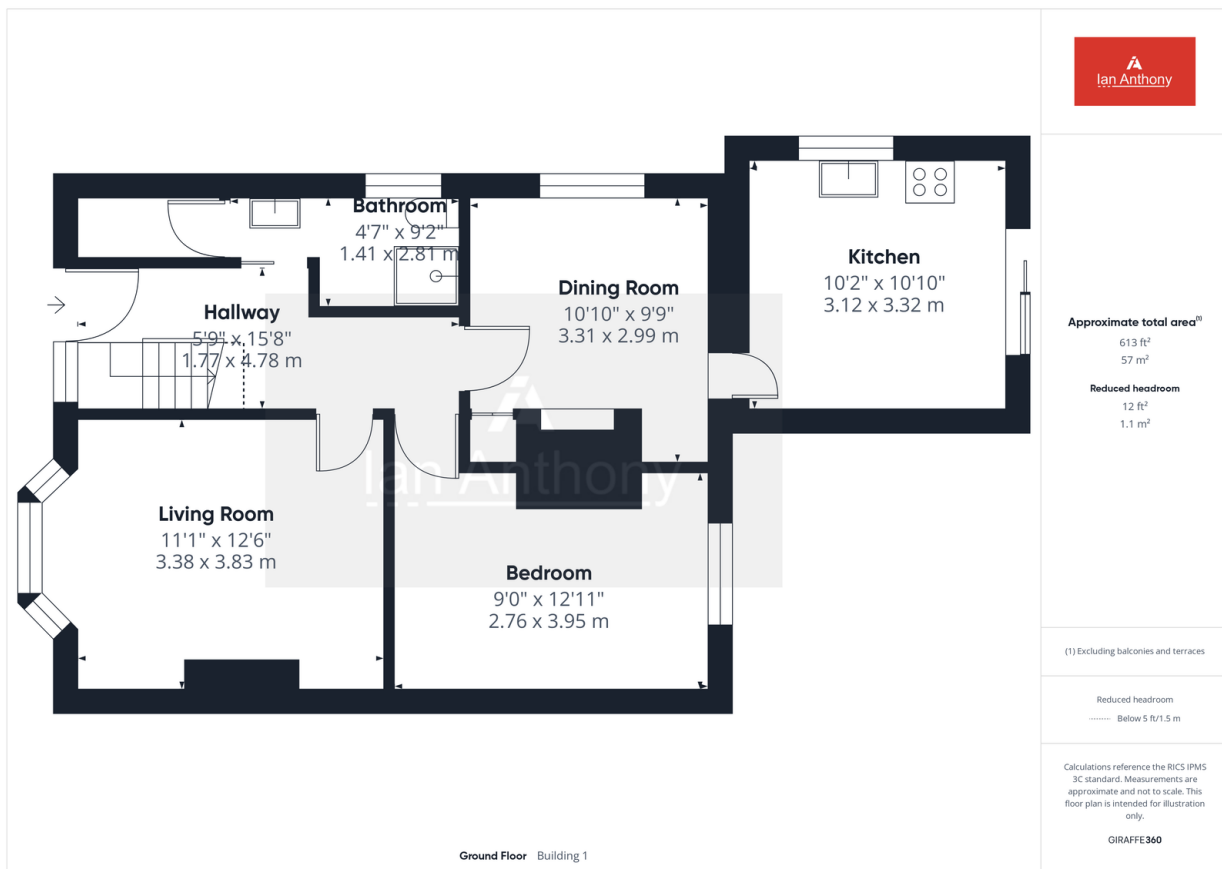 Ian Anthony
Bathroom
4'7" x 9'2"
1.41 x 2.81 m
Kitchen
10'2" x 10'10"
3.12 x 3.32 m
Dining Room
10'10" x 9'9"
3.31 x 2.99 m
Hallway
5'9" x 15'8"
1.77 x 4.78 m
Ian Anthony
Living Room
11'1" x 12'6"
3.38 x 3.83 m
Bedroom
9'0" x 12'11"
2.76 x 3.95 m
Approximate total area(1)
613 ft²
57 m²
Reduced headroom
12 ft²
1.1 m²
(1) Excluding balconies and terraces
Reduced headroom
Below 5 ft/1.5 m
Calculations reference the RICS IPMS
3C standard. Measurements are
approximate and not to scale. This
floor plan is intended for illustration
only.
GIRAFFE360
Ground Floor Building 1